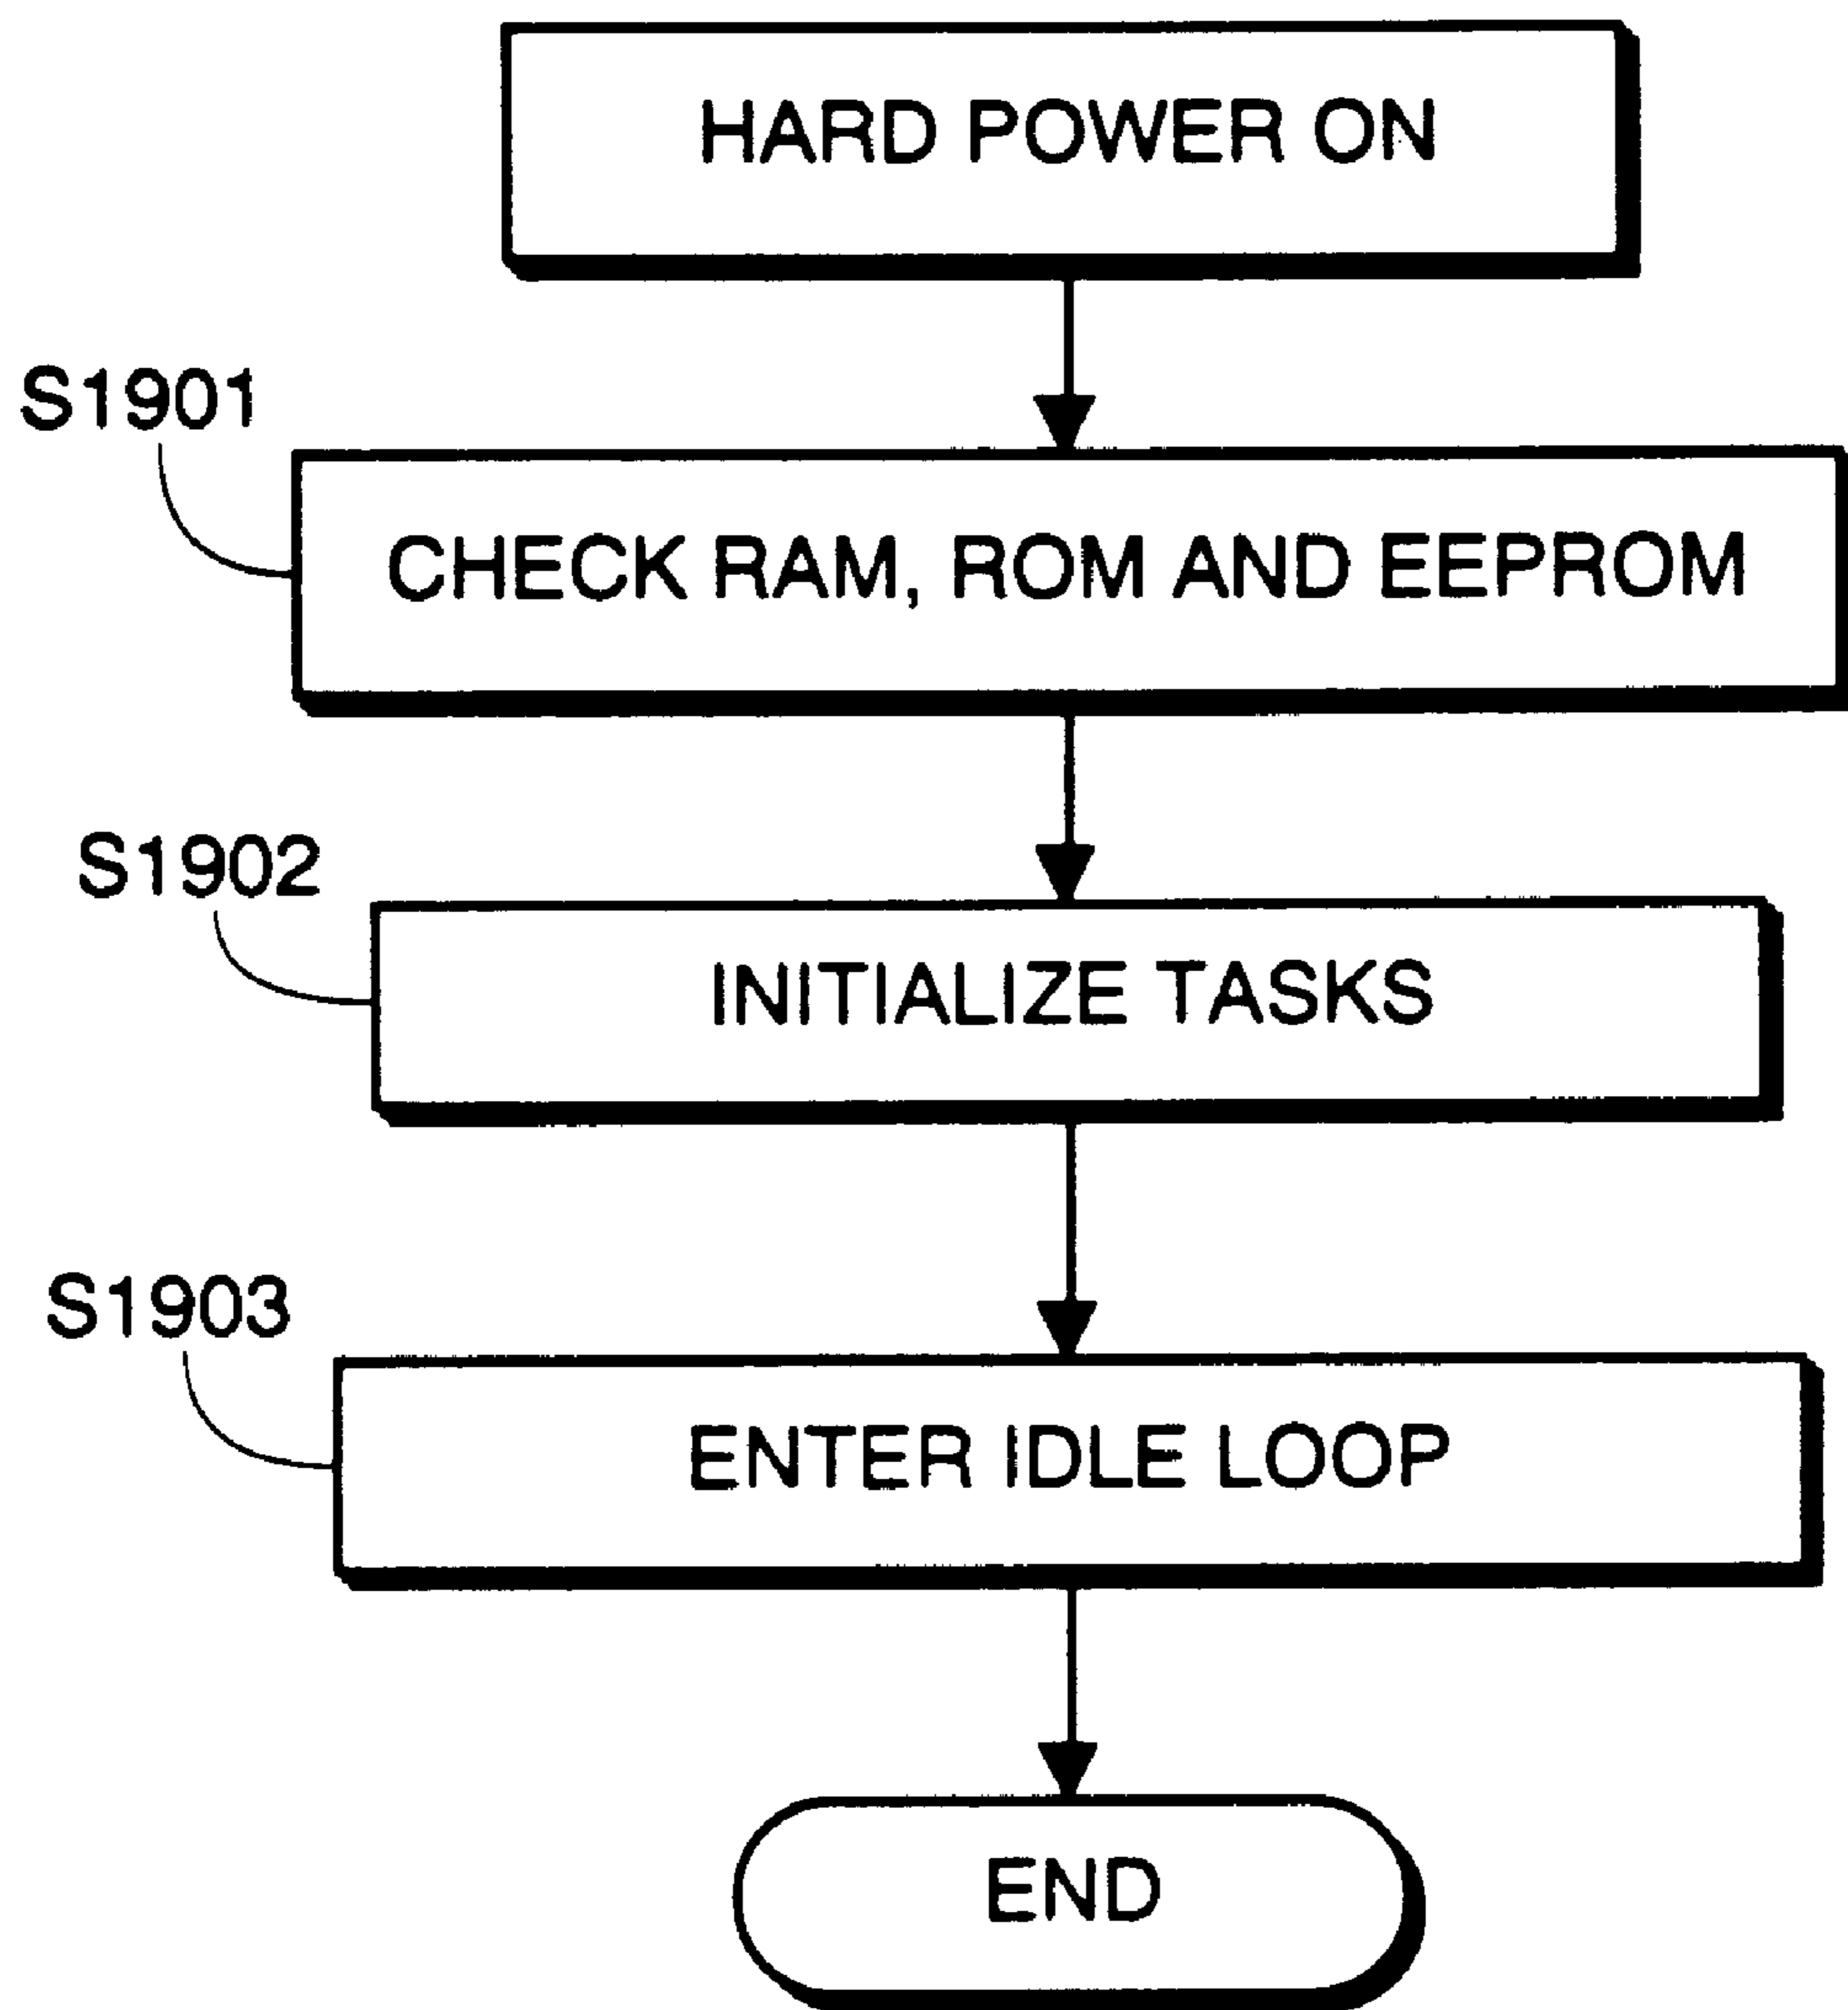 HARD POWER ON
S1901
CHECK RAM, ROM AND EEPROM
S1902
INITIALIZE TASKS
S1903
ENTER IDLE LOOP
END